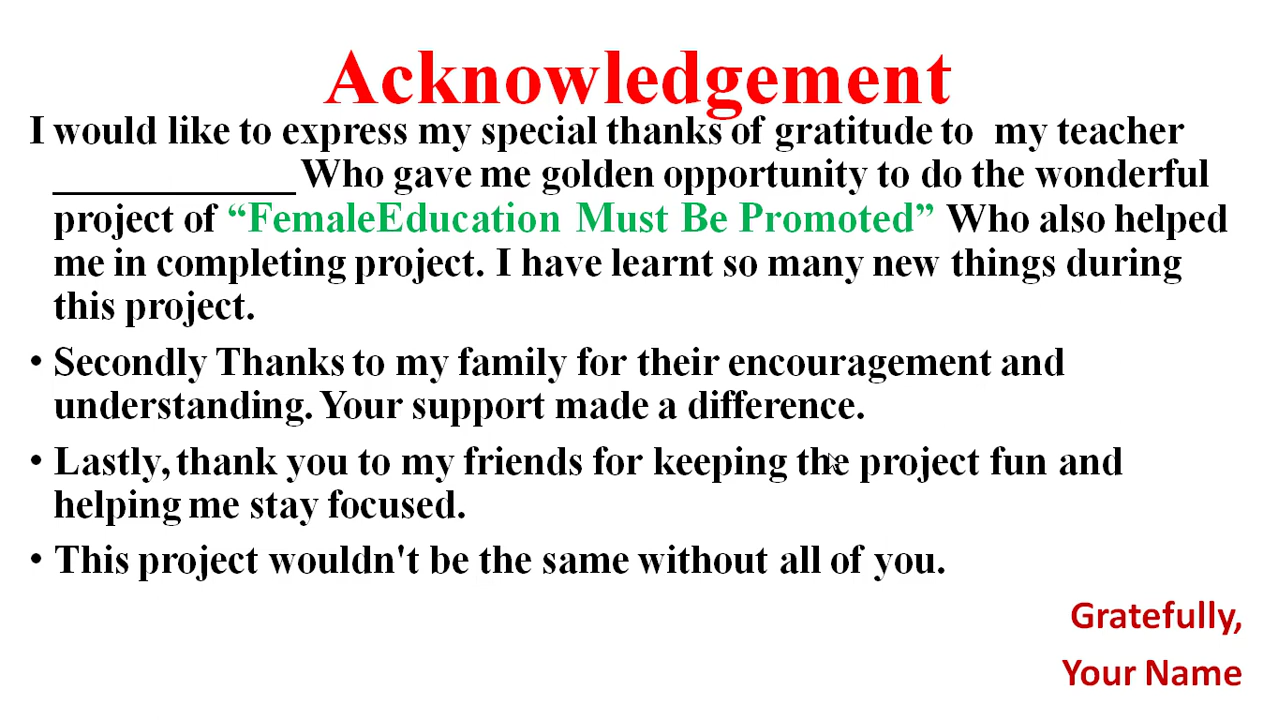 Acknowledgement
I would like to express my special thanks of gratitude to my teacher
____________ Who gave me golden opportunity to do the wonderful
project of “FemaleEducation Must Be Promoted” Who also helped
me in completing project. I have learnt so many new things during
this project.
• Secondly Thanks to my family for their encouragement and
understanding. Your support made a difference.
• Lastly, thank you to my friends for keeping the project fun and
helping me stay focused.
• This project wouldn't be the same without all of you.
Gratefully,
Your Name